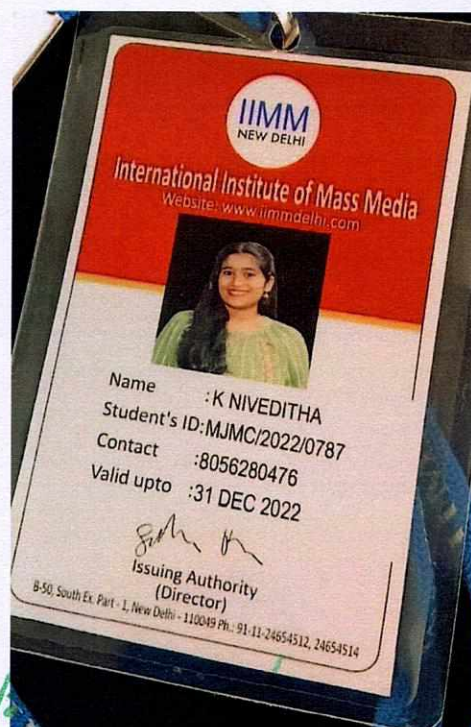 IIMM
NEW DELHI
International Institute of Mass Media
Website: www.iimmdelhi.com
Name :K NIVEDITHA
Student's ID:MJMC/2022/0787
Contact :8056280476
Valid upto :31 DEC 2022
Issuing Authority
(Director)
B-50, South Ex. Part - 1, New Delhi - 110049 Ph.: 91-11-24654512, 24654514